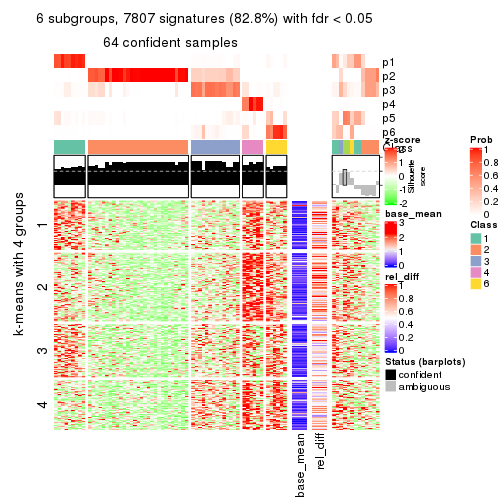 6 subgroups, 7807 signatures (82.8%) with fdr < 0.05
64 confident samples
p1
p2
p3
p4
p5
p6
Class
z-score
2
1
0
-1
-2
Silhouette
score
base_mean
3
2
1
0
rel_diff
1
0.8
0.6
0.4
0.2
0
Status (barplots)
confident
ambiguous
Prob
1
0.8
0.6
0.4
0.2
0
Class
1
2
3
4
6
k-means with 4 groups
1
2
3
4
base_mean
rel_diff